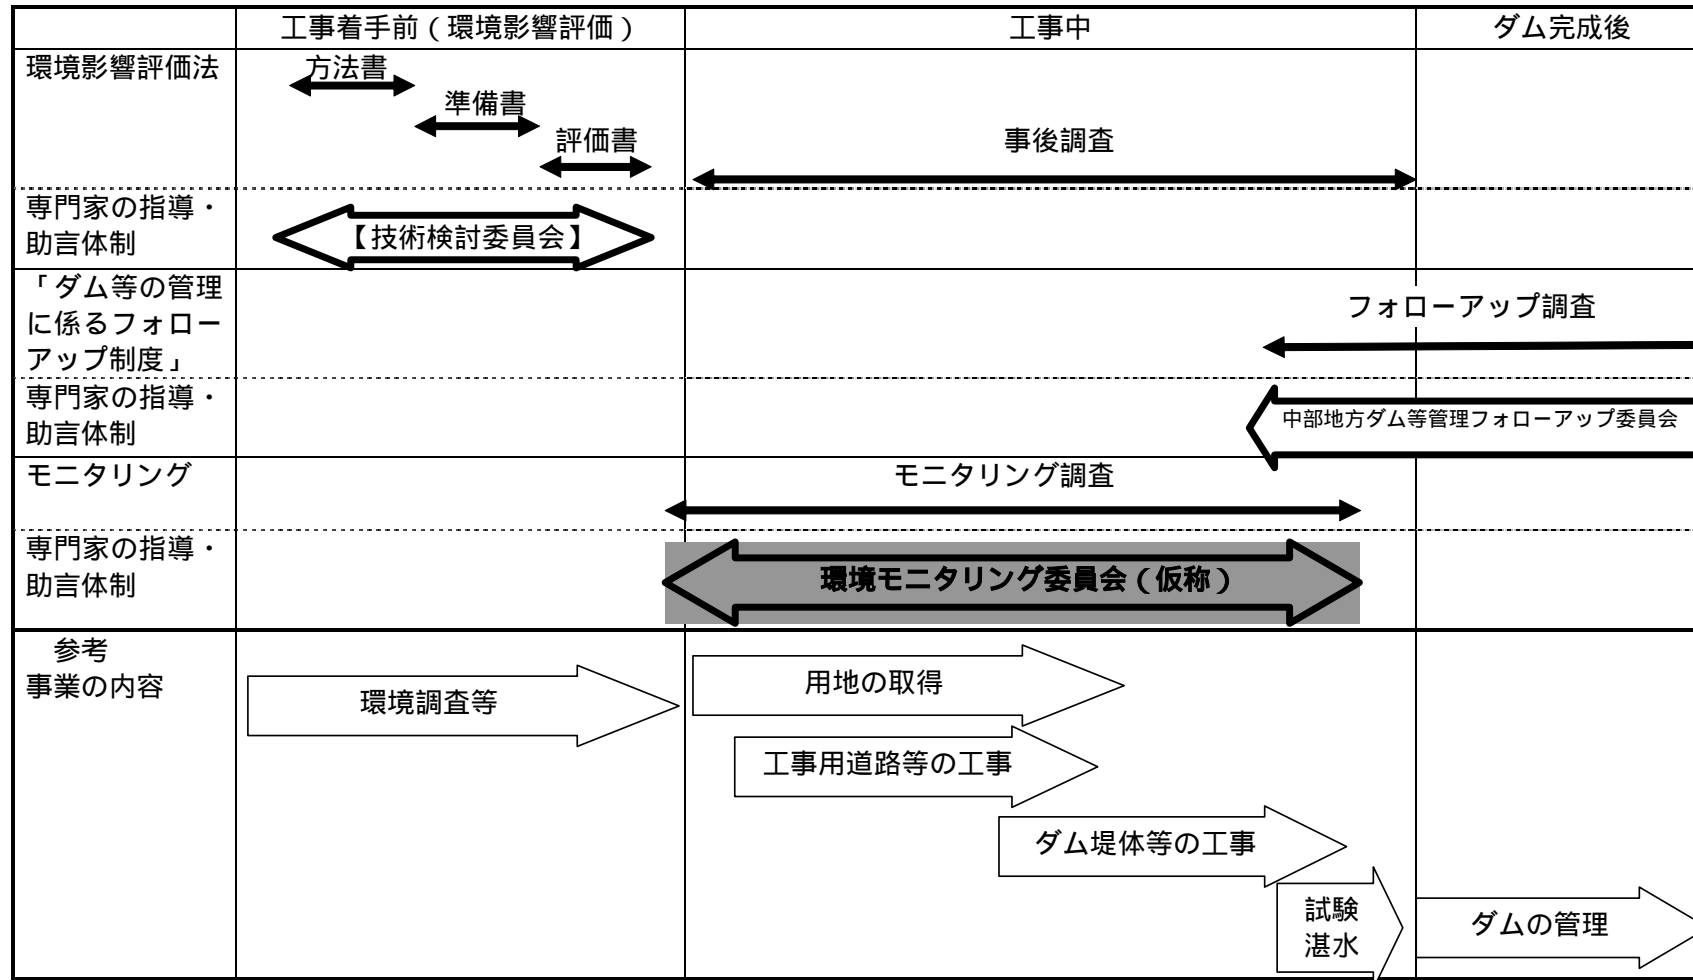 工事着手前(環境影響評価)
工事中
ダム完成後
環境影響評価法
方法書
準備書
評価書
事後調査
専門家の指導・
助言体制
【技術検討委員会】
「ダム等の管理
に係るフォロー
アップ制度」
フォローアップ調査
専門家の指導・
助言体制
中部地方ダム等管理フォローアップ委員会
モニタリング
モニタリング調査
専門家の指導・
助言体制
環境モニタリング委員会(仮称)
参考
事業の内容
環境調査等
用地の取得
工事用道路等の工事
ダム堤体等の工事
試験
湛水
ダムの管理